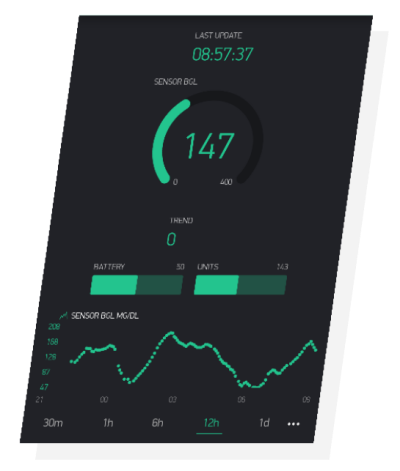 LAST UPDATE
08:57:37
SENSOR BGL
147
0 400
TREND
0
BATTERY 50 UNITS 143
SENSOR BGL MG/DL
208
168
128
87
47
21 00 03 06 09
30m 1h 6h 12h 1d •••